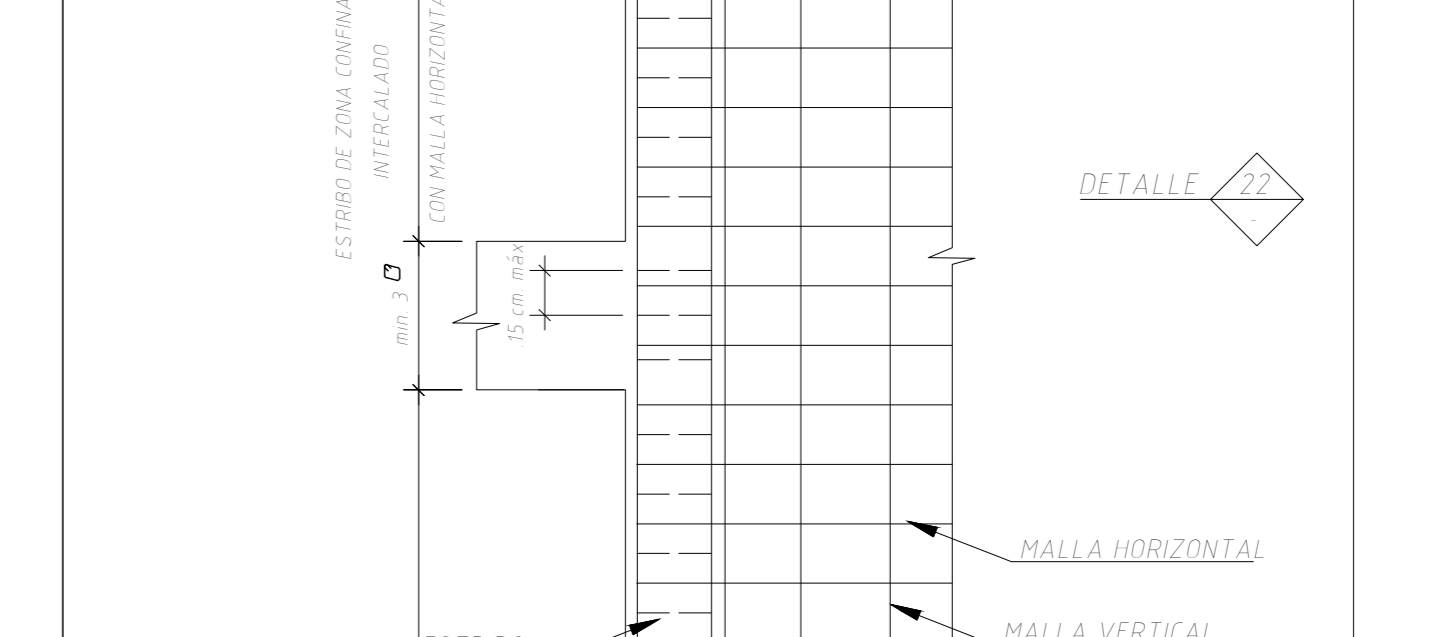 ESTRIBO DE ZONA CONFINA
INTERCALADO
CON MALLA HORIZONTA
min. 3
.15 cm. máx
DETALLE 22
-
MALLA HORIZONTAL
MALLA VERTICAL